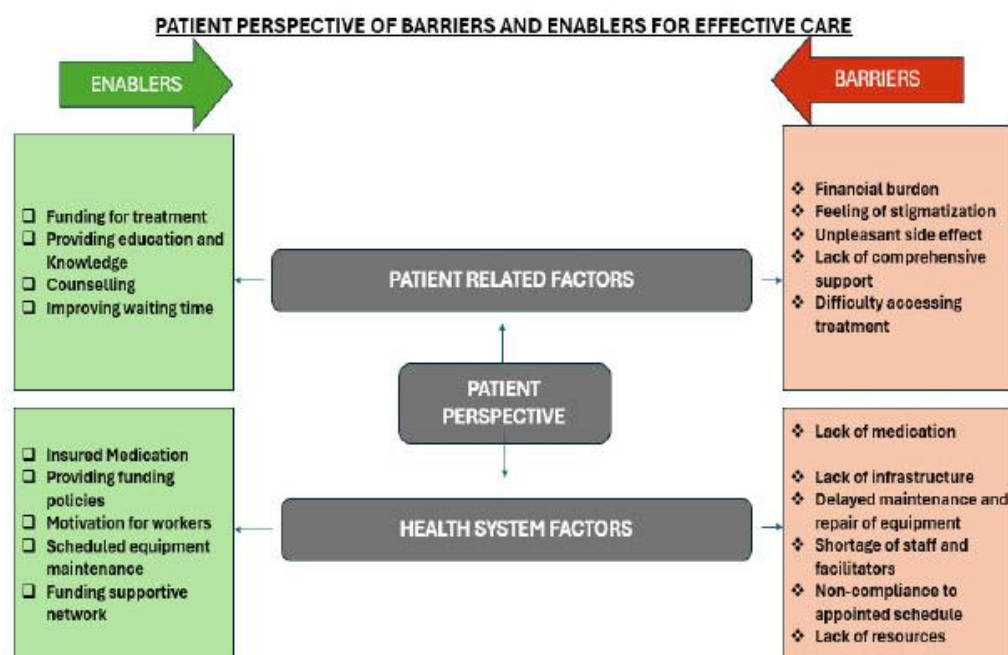 PATIENT PERSPECTIVE OF BARRIERS AND ENABLERS FOR EFFECTIVE CARE
ENABLERS
BARRIERS
Funding for treatment
Providing education and
Knowledge
Counselling
Improving waiting time
PATIENT RELATED FACTORS
Financial burden
Feeling of stigmatization
Unpleasant side effect
Lack of comprehensive
support
Difficulty accessing
treatment
PATIENT
PERSPECTIVE
Insured Medication
Providing funding
policies
Motivation for workers
Scheduled equipment
maintenance
Funding supportive
network
HEALTH SYSTEM FACTORS
Lack of medication
Lack of infrastructure
Delayed maintenance and
repair of equipment
Shortage of staff and
facilitators
Non-compliance to
appointed schedule
Lack of resources